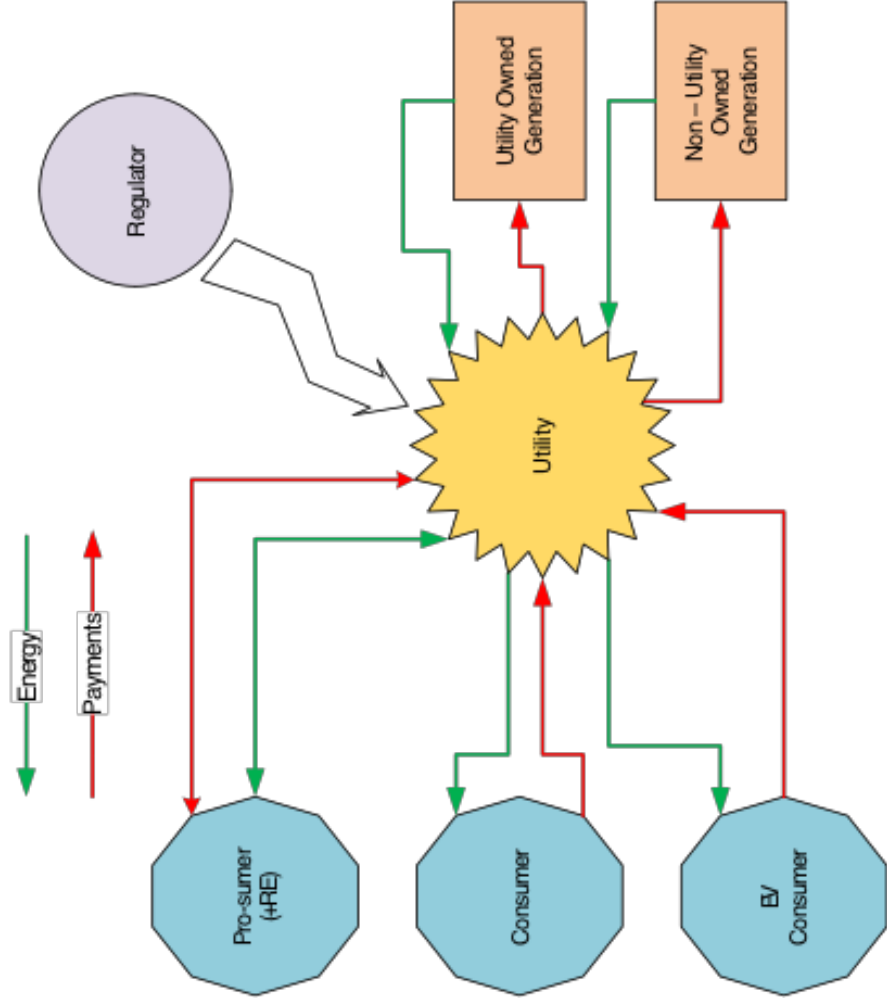 Energy
Payments
Regulator
Utility Owned
Generation
Non – Utility
Owned
Generation
Utility
Pro-sumer
(+RE)
Consumer
EV
Consumer